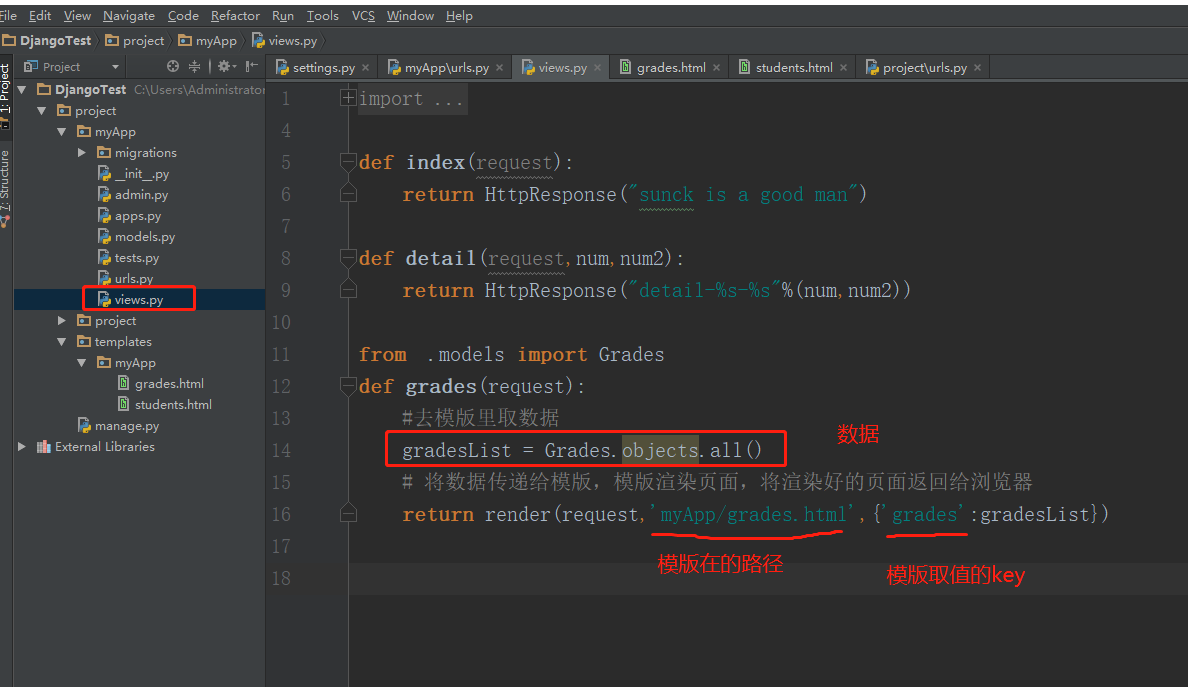 File Edit View Navigate Code Refactor Run Tools VCS Window Help
DjangoTest project myApp views.py
1: Project
7: Structure
Project
settings.py myApp\urls.py views.py grades.html students.html project\urls.py
DjangoTest C:\Users\Administrator
project
myApp
migrations
__init__.py
admin.py
apps.py
models.py
tests.py
urls.py
views.py
project
templates
myApp
grades.html
students.html
manage.py
External Libraries
1 import ...
4
5 def index(request):
6 return HttpResponse("sunck is a good man")
7
8 def detail(request,num,num2):
9 return HttpResponse("detail-%s-%s"%(num,num2))
10
11 from .models import Grades
12 def grades(request):
13 #去模版里取数据
14 gradesList = Grades.objects.all() 数据
15 # 将数据传递给模版，模版渲染页面，将渲染好的页面返回给浏览器
16 return render(request,'myApp/grades.html',{'grades':gradesList})
17
模版在的路径 模版取值的key
18